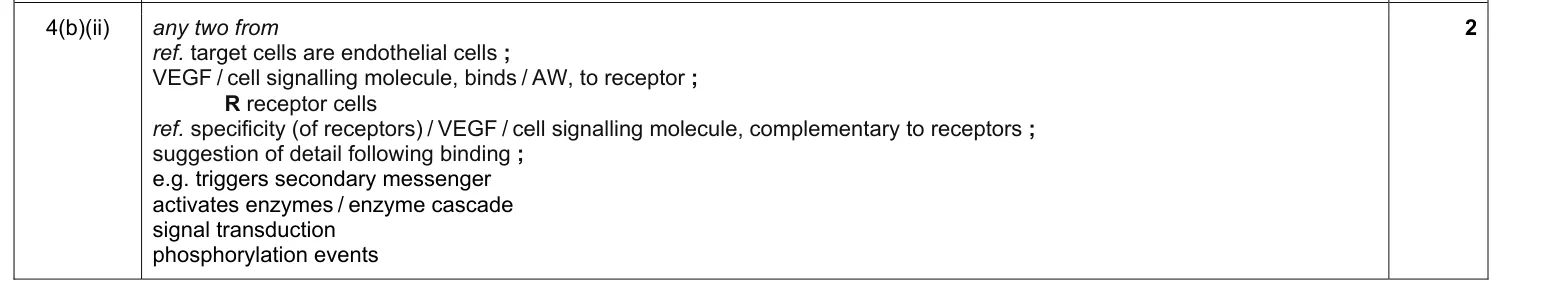 4(b)(ii) any two from 2
ref. target cells are endothelial cells ;
VEGF / cell signalling molecule, binds / AW, to receptor ;
R receptor cells
ref. specificity (of receptors) / VEGF / cell signalling molecule, complementary to receptors ;
suggestion of detail following binding ;
e.g. triggers secondary messenger
activates enzymes / enzyme cascade
signal transduction
phosphorylation events